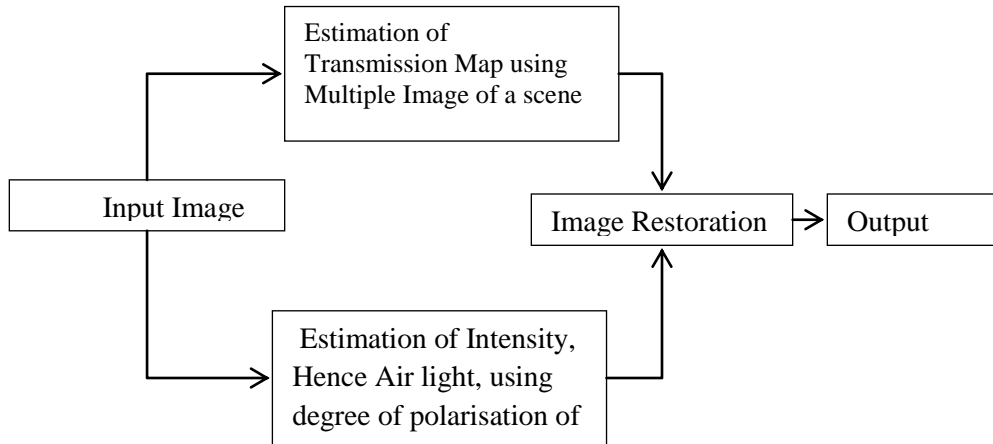 Estimation of
Transmission Map using
Multiple Image of a scene
Input Image
Image Restoration
Output
Estimation of Intensity,
Hence Air light, using
degree of polarisation of